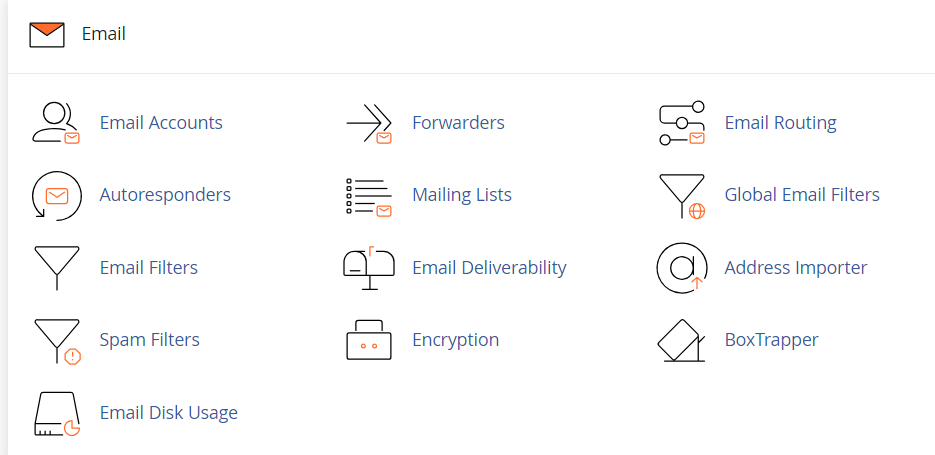 Email
Email Accounts
Forwarders
Email Routing
Autoresponders
Mailing Lists
Global Email Filters
Email Filters
Email Deliverability
Address Importer
Spam Filters
Encryption
BoxTrapper
Email Disk Usage